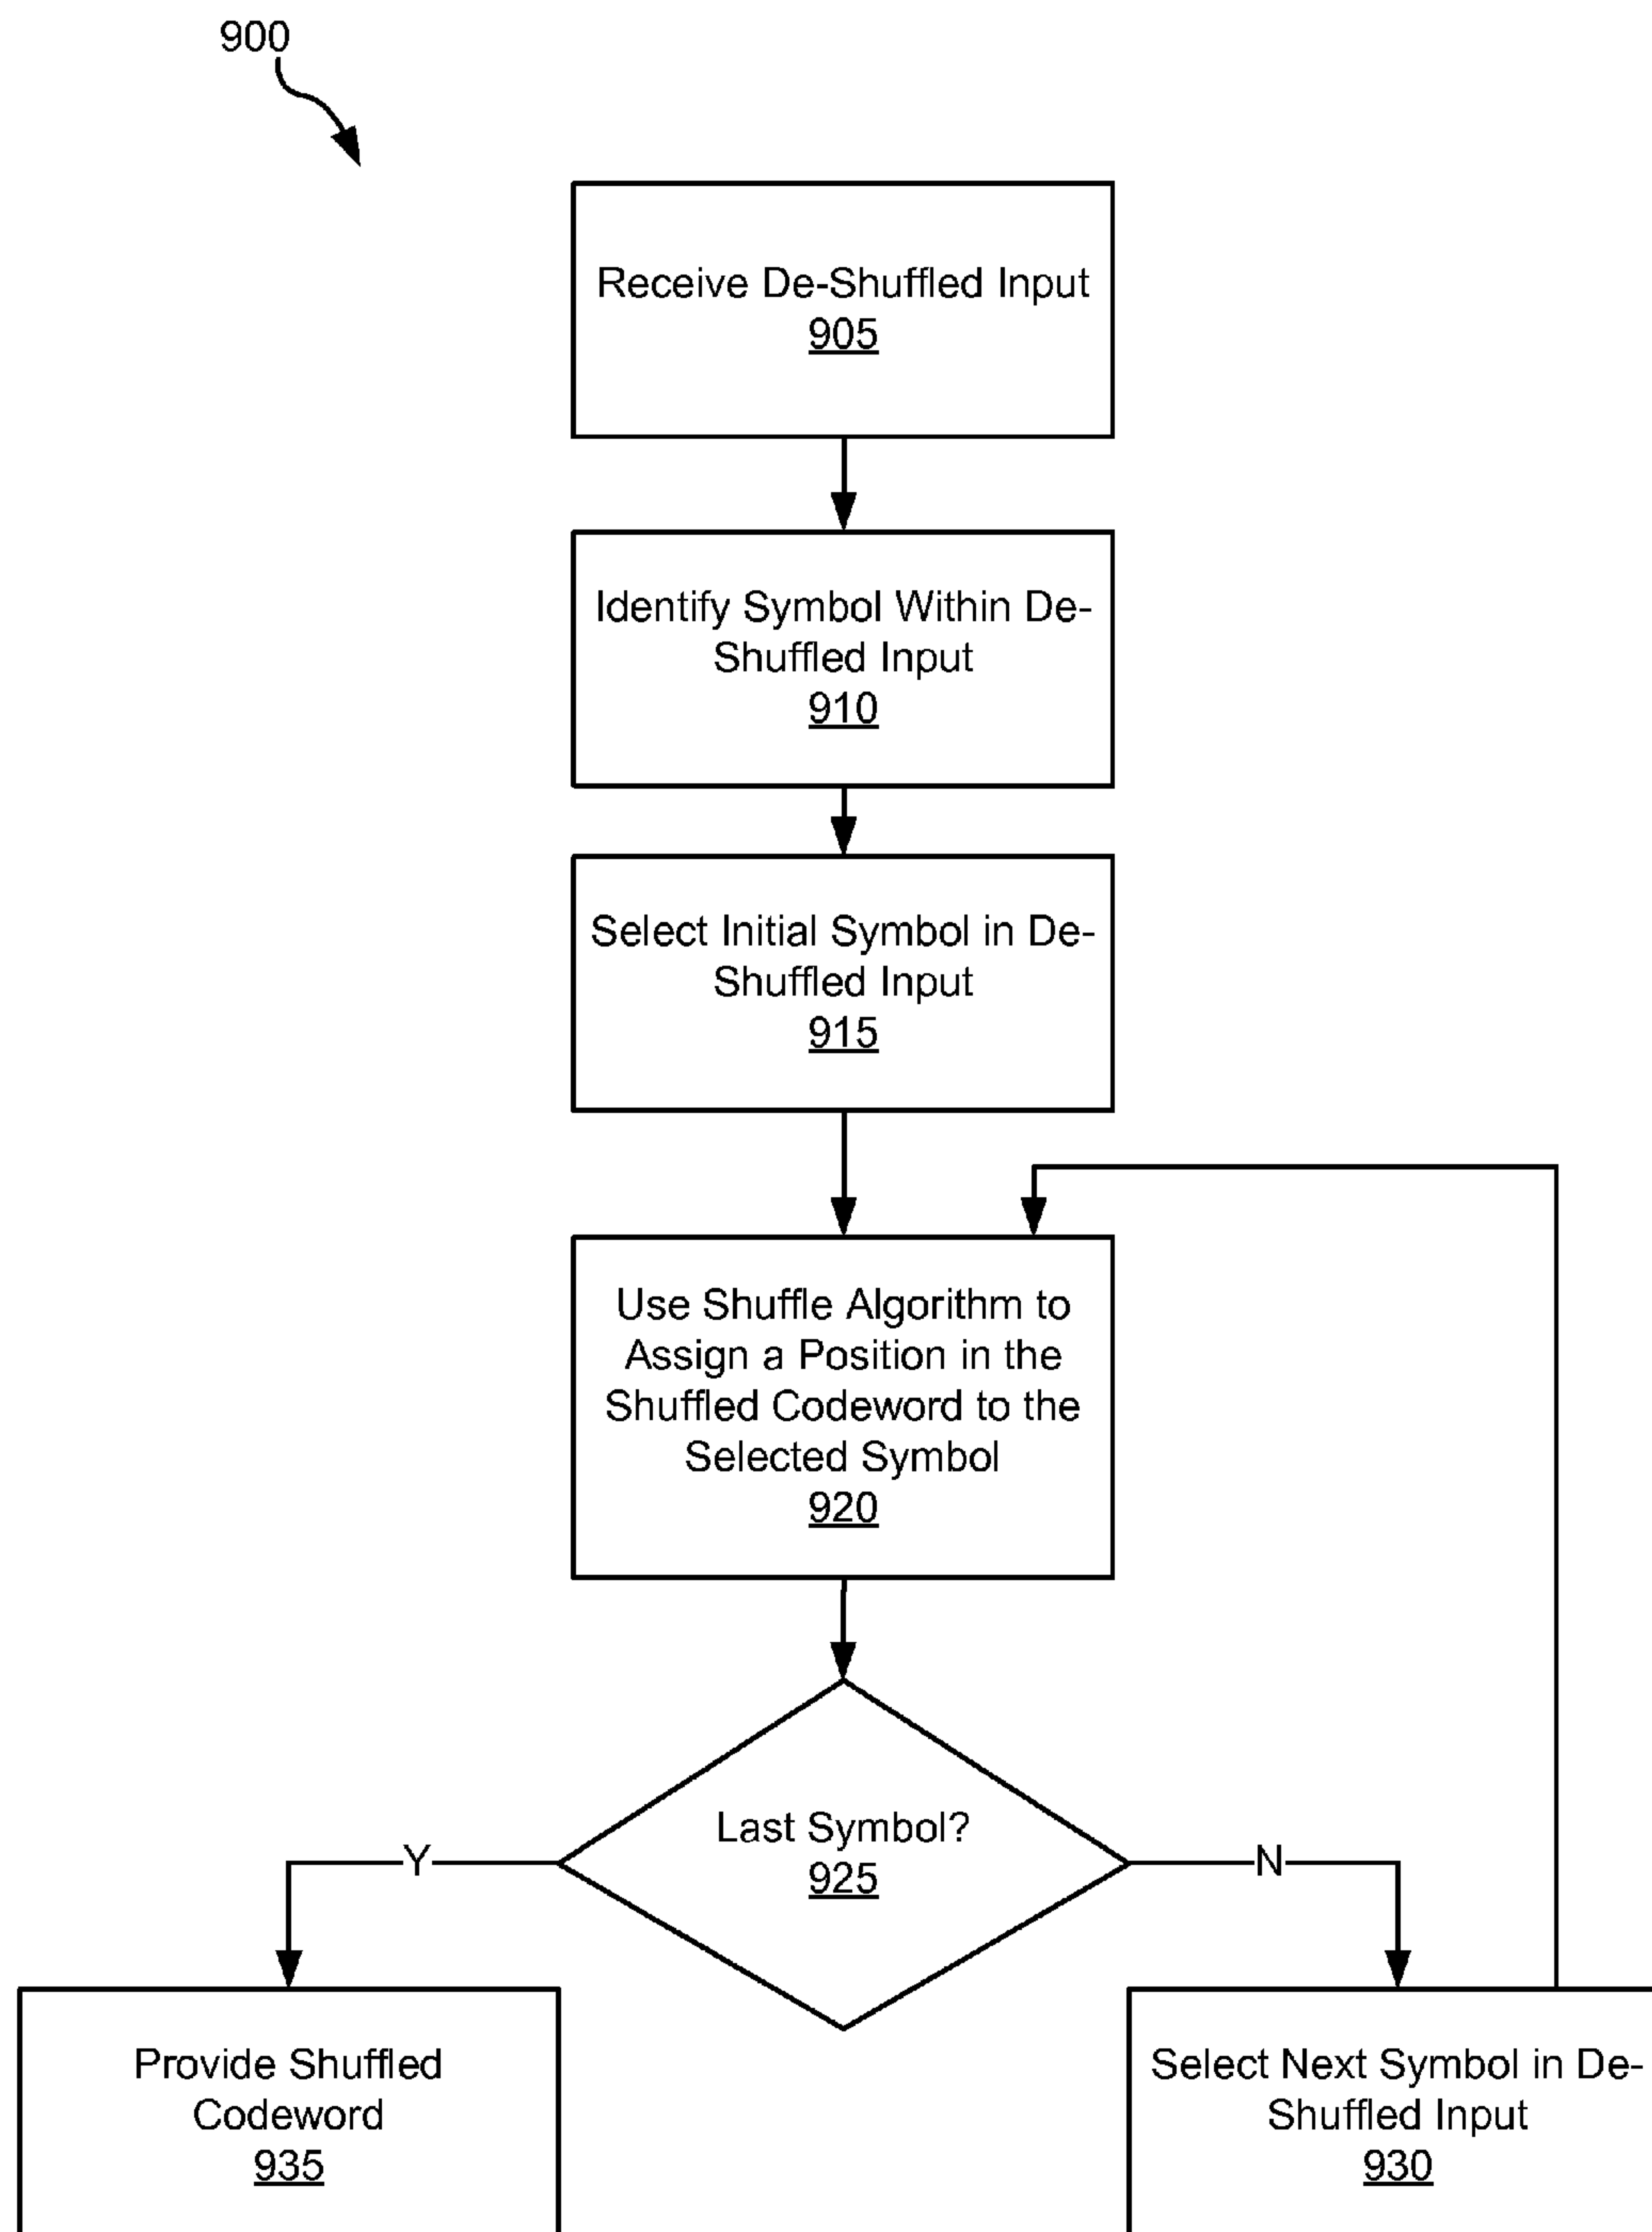 900
Receive De-Shuffled Input
905
Identify Symbol Within De-
Shuffled Input
910
Select Initial Symbol in De-
Shuffled Input
915
Use Shuffle Algorithm to
Assign a Position in the
Shuffled Codeword to the
Selected Symbol
920
Last Symbol?
925
Y
N
Provide Shuffled
Codeword
935
Select Next Symbol in De-
Shuffled Input
930